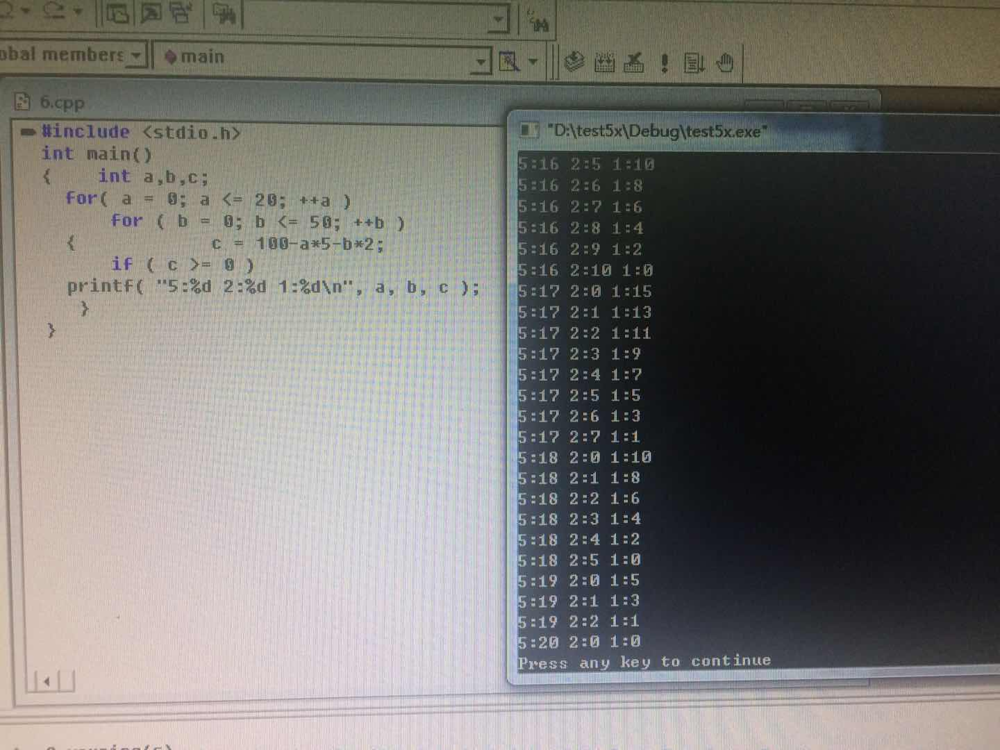 main
6.cpp
#include <stdio.h>
int main()
{ int a,b,c;
for( a = 0; a <= 20; ++a )
for ( b = 0; b <= 50; ++b )
{ c = 100-a*5-b*2;
if ( c >= 0 )
printf( "5:%d 2:%d 1:%d\n", a, b, c );
}
}
"D:\test5x\Debug\test5x.exe"
5:16 2:5 1:10
5:16 2:6 1:8
5:16 2:7 1:6
5:16 2:8 1:4
5:16 2:9 1:2
5:16 2:10 1:0
5:17 2:0 1:15
5:17 2:1 1:13
5:17 2:2 1:11
5:17 2:3 1:9
5:17 2:4 1:7
5:17 2:5 1:5
5:17 2:6 1:3
5:17 2:7 1:1
5:18 2:0 1:10
5:18 2:1 1:8
5:18 2:2 1:6
5:18 2:3 1:4
5:18 2:4 1:2
5:18 2:5 1:0
5:19 2:0 1:5
5:19 2:1 1:3
5:19 2:2 1:1
5:20 2:0 1:0
Press any key to continue